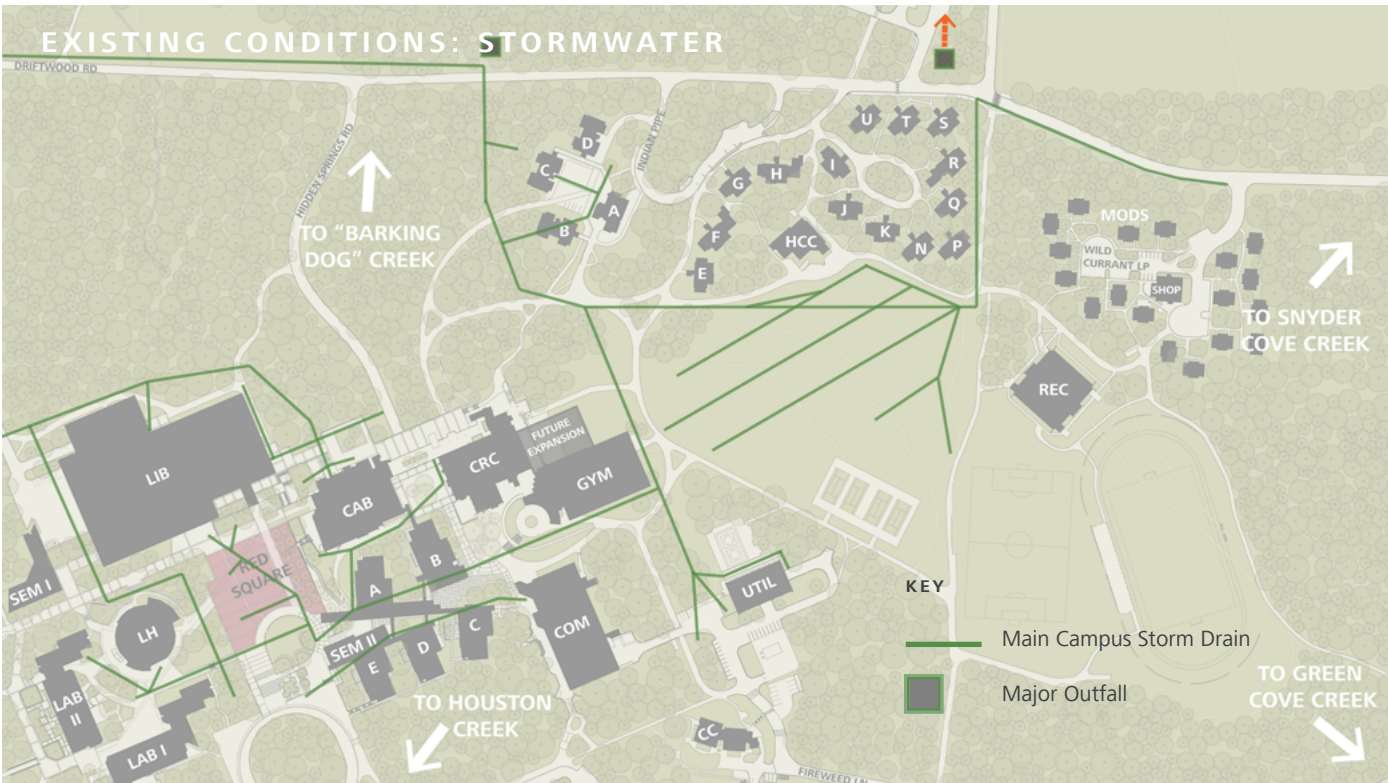 EXISTING CONDITIONS: STORMWATER
DRIFTWOOD RD
HIDDEN SPRINGS RD
INDIAN PIPE
TO “BARKING
DOG” CREEK
D
C
A
B
U
T
S
R
Q
P
N
K
J
I
H
G
F
E
HCC
MODS
WILD
CURRANT LP
SHOP
TO SNYDER
COVE CREEK
REC
LIB
CAB
CRC
FUTURE
EXPANSION
GYM
RED
SQUARE
SEM I
LH
LAB
II
LAB I
A
B
SEM II
E
D
C
COM
UTIL
CC
FIREWEED LN
TO HOUSTON
CREEK
KEY
Main Campus Storm Drain
Major Outfall
TO GREEN
COVE CREEK